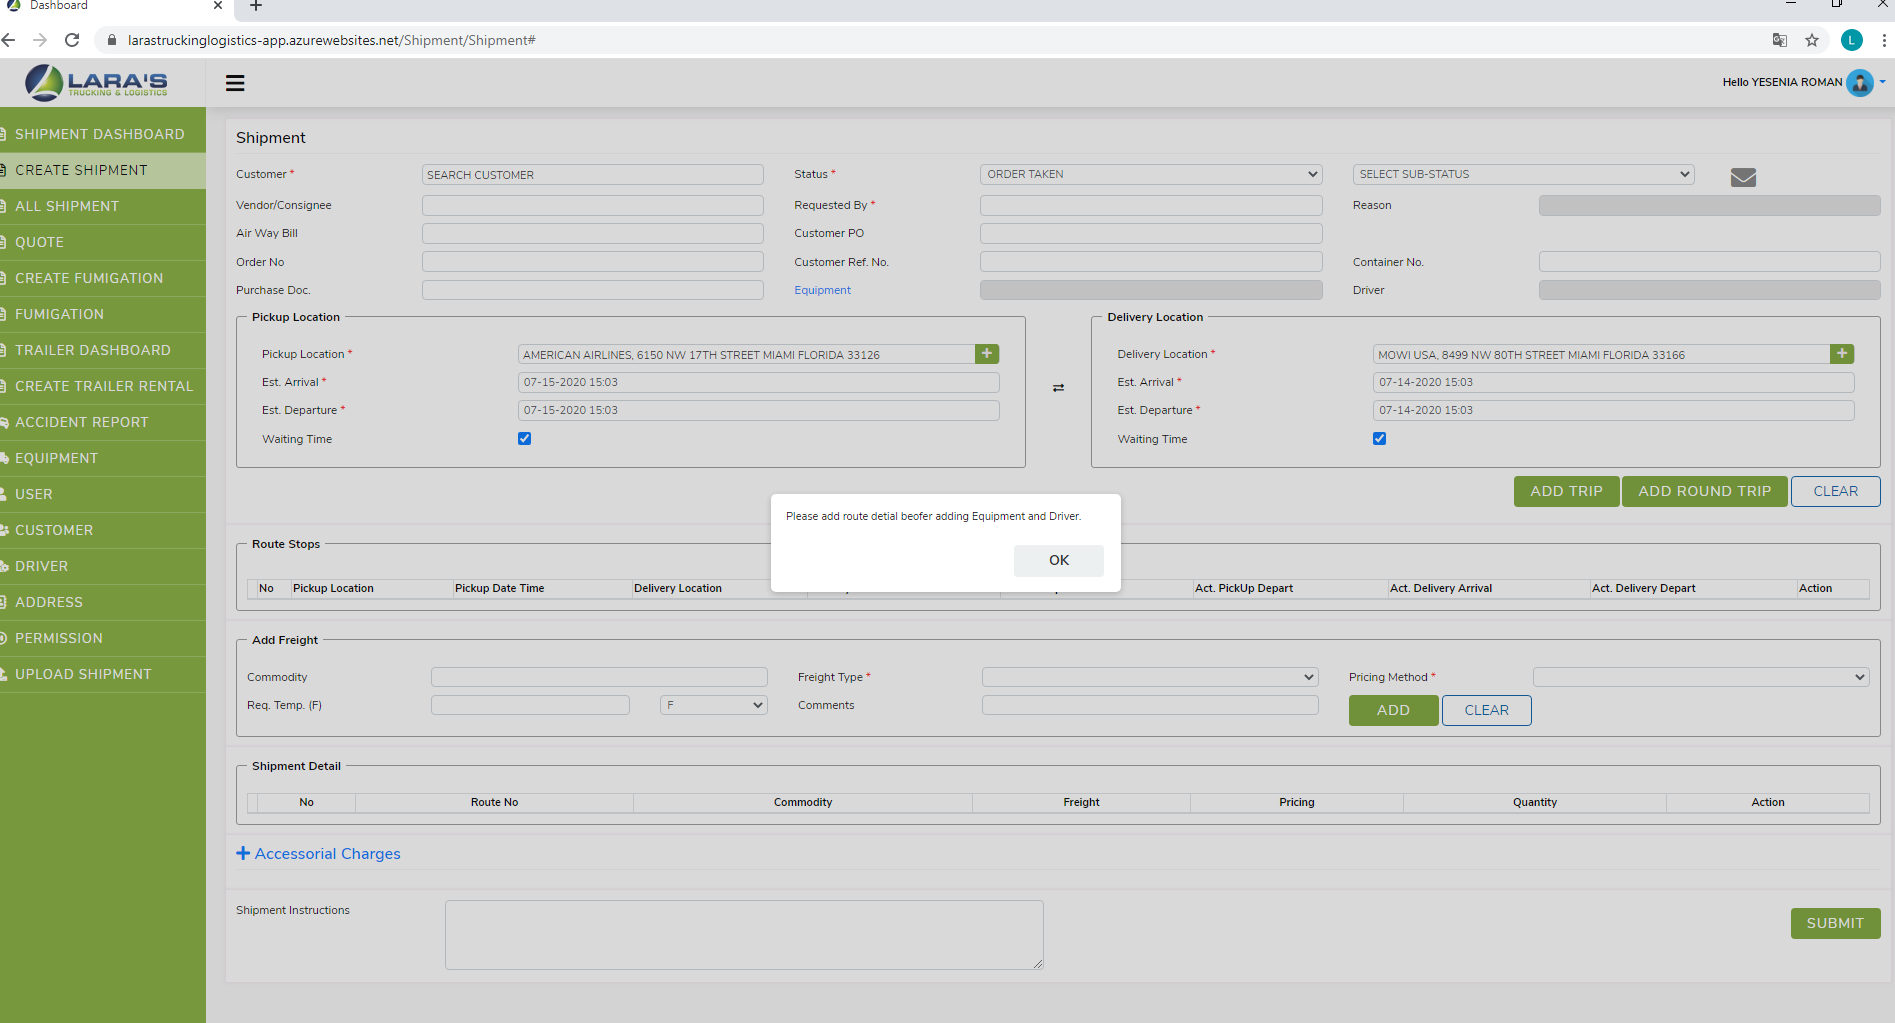 Dashboard
larastruckinglogistics-app.azurewebsites.net/Shipment/Shipment#
L
LARA'S
TRUCKING & LOGISTICS
Hello YESENIA ROMAN
SHIPMENT DASHBOARD
CREATE SHIPMENT
ALL SHIPMENT
QUOTE
CREATE FUMIGATION
FUMIGATION
TRAILER DASHBOARD
CREATE TRAILER RENTAL
ACCIDENT REPORT
EQUIPMENT
USER
CUSTOMER
DRIVER
ADDRESS
PERMISSION
UPLOAD SHIPMENT
Shipment
Customer * SEARCH CUSTOMER Status * ORDER TAKEN SELECT SUB-STATUS
Vendor/Consignee Requested By * Reason
Air Way Bill Customer PO
Order No Customer Ref. No. Container No.
Purchase Doc. Equipment Driver
Pickup Location
Pickup Location * AMERICAN AIRLINES, 6150 NW 17TH STREET MIAMI FLORIDA 33126
Est. Arrival * 07-15-2020 15:03
Est. Departure * 07-15-2020 15:03
Waiting Time
Delivery Location
Delivery Location * MOWI USA, 8499 NW 80TH STREET MIAMI FLORIDA 33166
Est. Arrival * 07-14-2020 15:03
Est. Departure * 07-14-2020 15:03
Waiting Time
ADD TRIP ADD ROUND TRIP CLEAR
Please add route detial beofer adding Equipment and Driver.
OK
Route Stops
No Pickup Location Pickup Date Time Delivery Location Act. PickUp Depart Act. Delivery Arrival Act. Delivery Depart Action
Add Freight
Commodity Freight Type * Pricing Method *
Req. Temp. (F) F Comments ADD CLEAR
Shipment Detail
No Route No Commodity Freight Pricing Quantity Action
Accessorial Charges
Shipment Instructions
SUBMIT